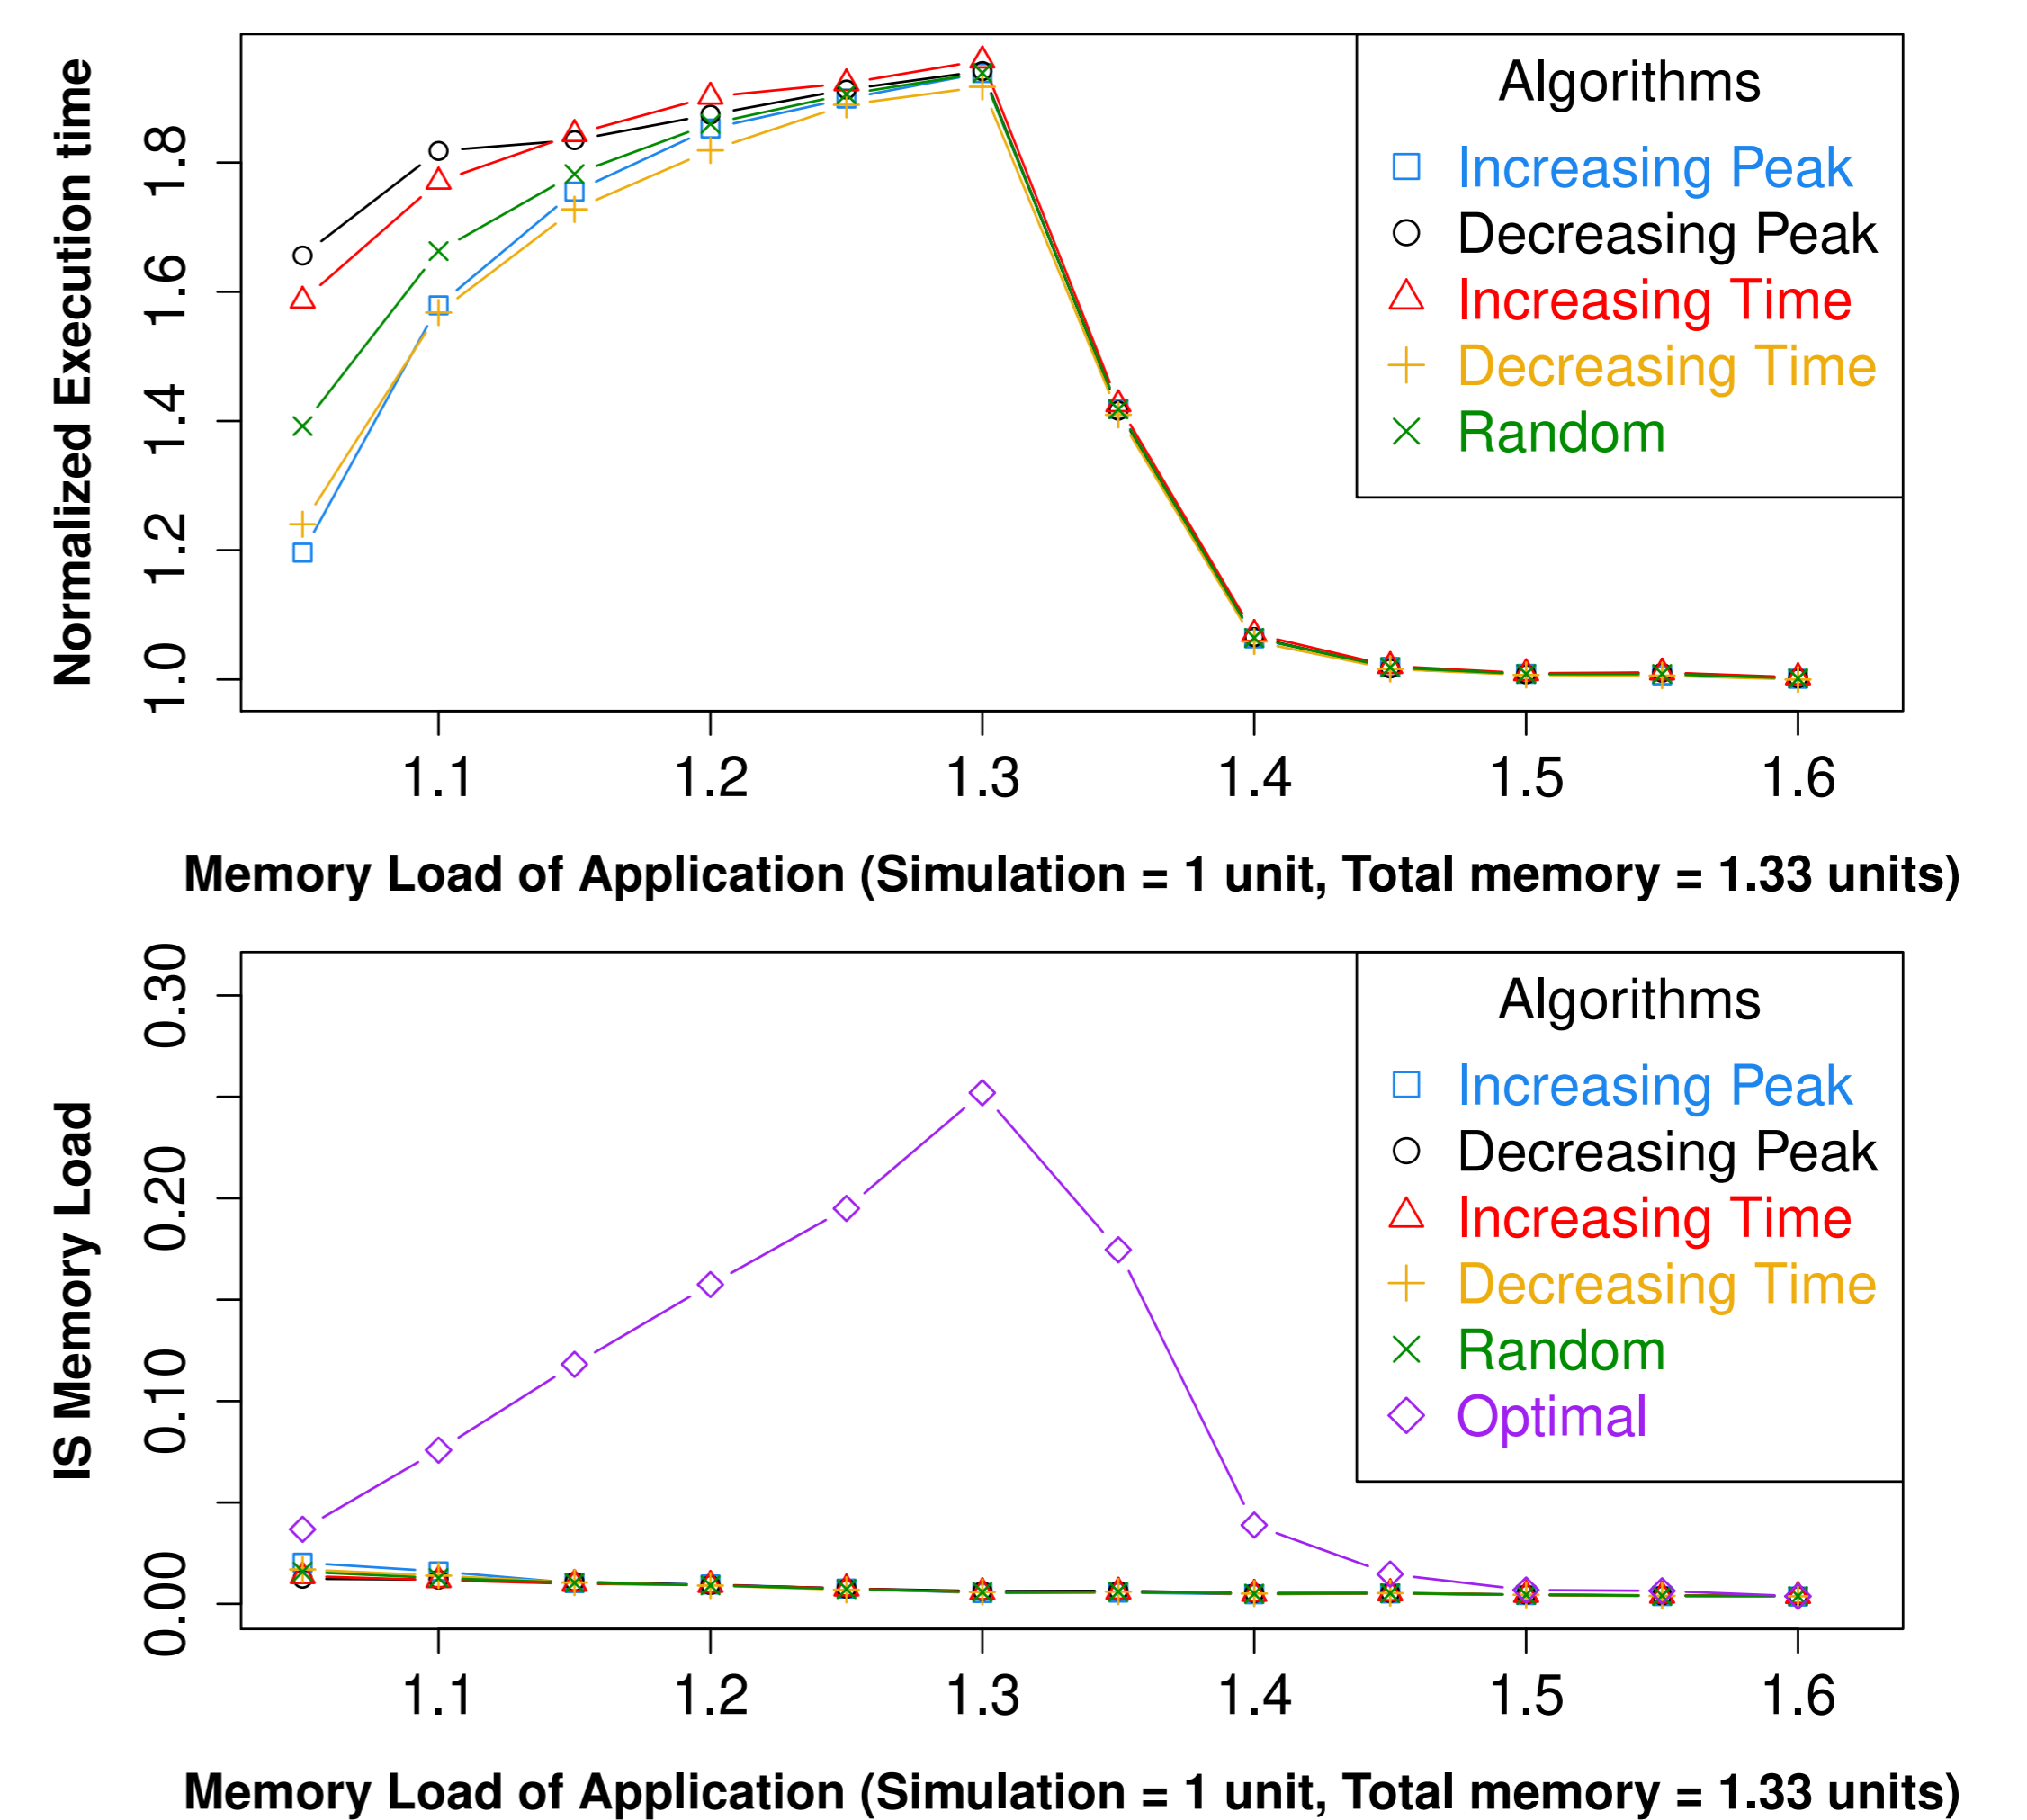 Normalized Execution time
1.0
1.2
1.4
1.6
1.8
Algorithms
Increasing Peak
Decreasing Peak
Increasing Time
Decreasing Time
Random
1.1
1.2
1.3
1.4
1.5
1.6
Memory Load of Application (Simulation = 1 unit, Total memory = 1.33 units)
IS Memory Load
0.00
0.10
0.20
0.30
Algorithms
Increasing Peak
Decreasing Peak
Increasing Time
Decreasing Time
Random
Optimal
1.1
1.2
1.3
1.4
1.5
1.6
Memory Load of Application (Simulation = 1 unit, Total memory = 1.33 units)